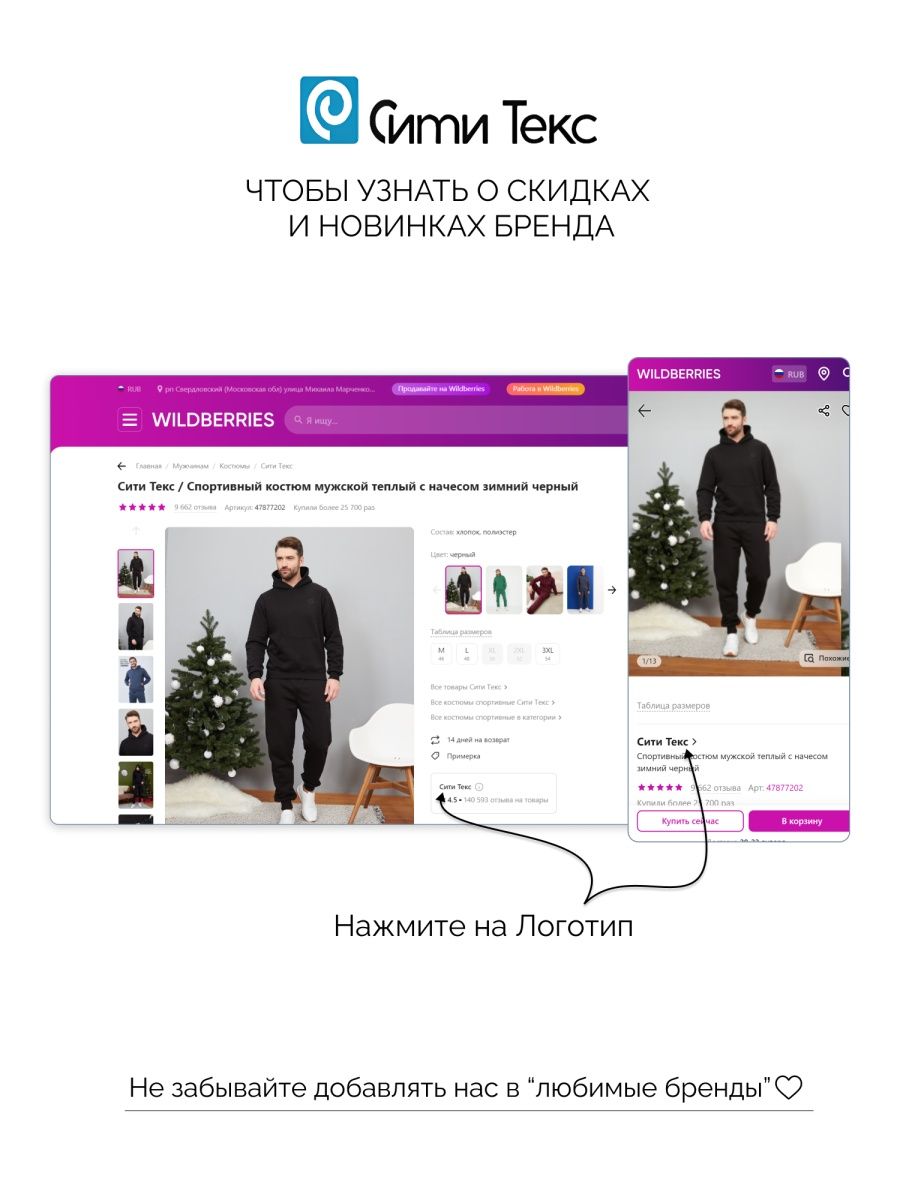 Сити Текс
ЧТОБЫ УЗНАТЬ О СКИДКАХ
И НОВИНКАХ БРЕНДА
RUB
рп Свердловский (Московская обл) улица Михаила Марченко...
Продавайте на Wildberries
Работа в Wildberries
WILDBERRIES
Я ищу...
Главная / Мужчинам / Костюмы / Сити Текс
Сити Текс / Спортивный костюм мужской теплый с начесом зимний черный
9 662 отзыва Артикул: 47877202 Купили более 25 700 раз
Состав: хлопок, полиэстер
Цвет: черный
Таблица размеров
M L XL 2XL 3XL
46 48 54
Все товары Сити Текс >
Все костюмы спортивные Сити Текс >
Все костюмы спортивные в категории >
14 дней на возврат
Примерка
Сити Текс
4.5 • 140 593 отзыва на товары
WILDBERRIES
RUB
1/13
Похожие
Таблица размеров
Сити Текс >
Спортивный костюм мужской теплый с начесом
зимний черный
9 662 отзыва Арт: 47877202
Купили более 25 700 раз
Купить сейчас
В корзину
Нажмите на Логотип
Не забывайте добавлять нас в “любимые бренды”